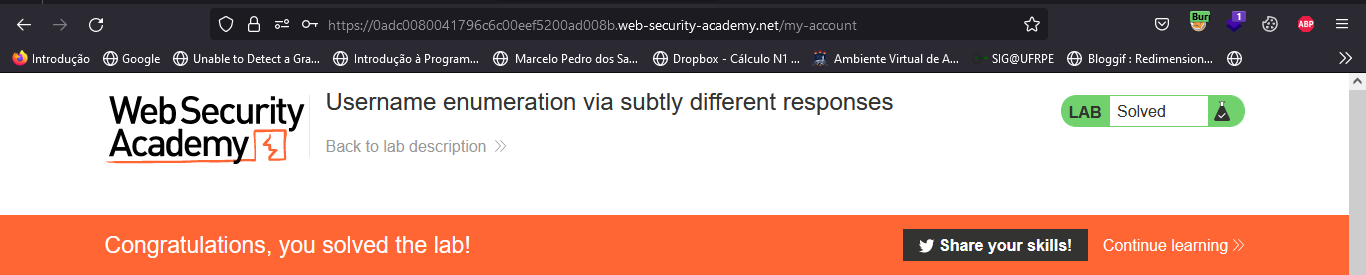 https://0adc0080041796c6c00eef5200ad008b.web-security-academy.net/my-account
Burr 1 ABP
Introdução Google Unable to Detect a Gra... Introdução à Program... Marcelo Pedro dos Sa... Dropbox - Cálculo N1 ... Ambiente Virtual de A... SIG@UFRPE Bloggif : Redimension...
Web Security
Academy
Username enumeration via subtly different responses
Back to lab description
LAB Solved
Congratulations, you solved the lab!
Share your skills!
Continue learning